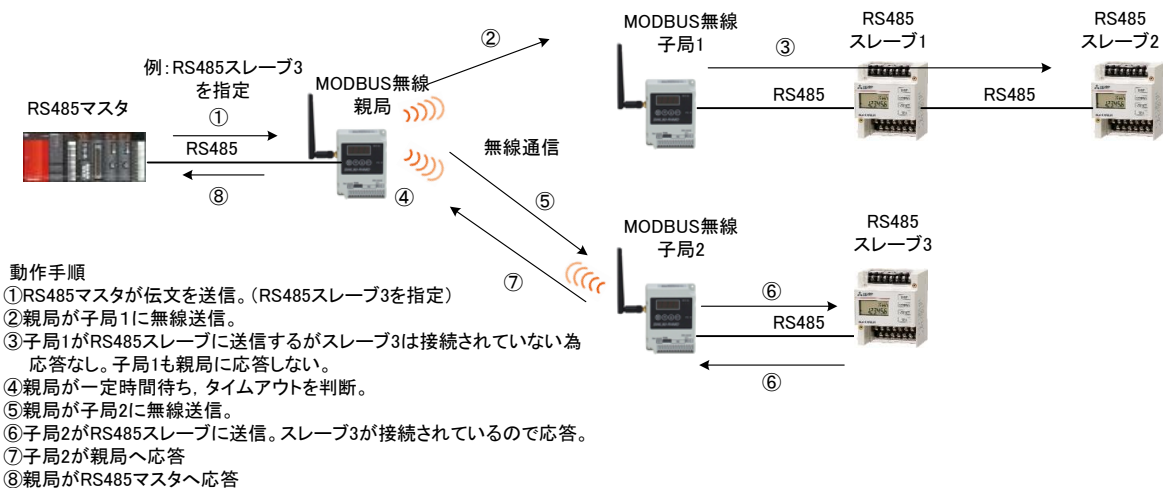 MODBUS無線
子局1
RS485
スレーブ1
RS485
スレーブ2
②
③
例：RS485スレーブ3
を指定
MODBUS無線
親局
RS485マスタ
①
RS485
RS485
RS485
無線通信
⑧
④
⑤
MODBUS無線
子局2
RS485
スレーブ3
⑦
⑥
RS485
⑥
動作手順
①RS485マスタが伝文を送信。（RS485スレーブ3を指定）
②親局が子局１に無線送信。
③子局1がRS485スレーブに送信するがスレーブ3は接続されていない為
応答なし。子局1も親局に応答しない。
④親局が一定時間待ち，タイムアウトを判断。
⑤親局が子局2に無線送信。
⑥子局2がRS485スレーブに送信。スレーブ3が接続されているので応答。
⑦子局2が親局へ応答
⑧親局がRS485マスタへ応答